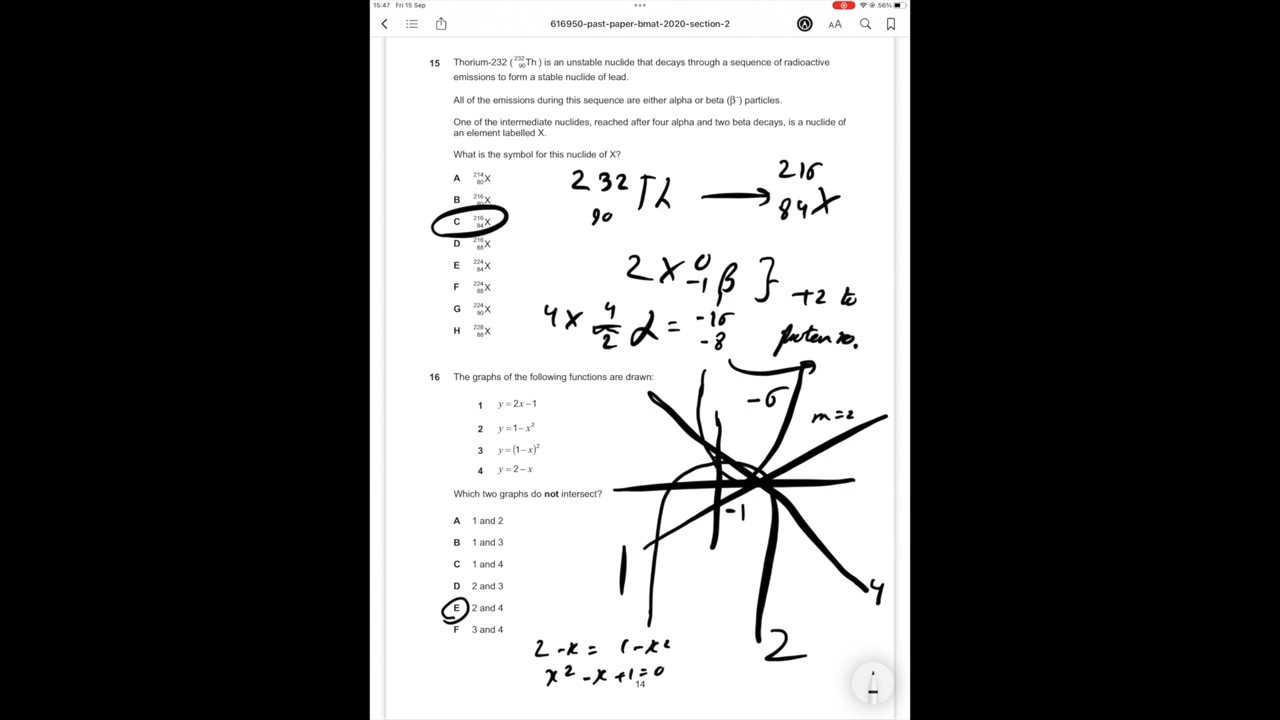 15:47 Fri 15 Sep
56%
616950-past-paper-bmat-2020-section-2
AA
15 Thorium-232 (²³²₉₀Th) is an unstable nuclide that decays through a sequence of radioactive
emissions to form a stable nuclide of lead.
All of the emissions during this sequence are either alpha or beta (β⁻) particles.
One of the intermediate nuclides, reached after four alpha and two beta decays, is a nuclide of
an element labelled X.
What is the symbol for this nuclide of X?
A ²¹⁴₈₀X
B ²¹⁶₈₀X
C ²¹⁶₈₄X
D ²¹⁶₈₈X
E ²²⁴₈₄X
F ²²⁴₈₈X
G ²²⁴₉₀X
H ²²⁸₈₈X
232 Th → 216
90 84 X
2 × ⁰₋₁β } +2 to
4 × ⁴₂α = -16
-8
-6
16 The graphs of the following functions are drawn:
1 y = 2x – 1
2 y = 1 – x²
3 y = (1 – x)²
4 y = 2 – x
Which two graphs do not intersect?
A 1 and 2
B 1 and 3
C 1 and 4
D 2 and 3
E 2 and 4
F 3 and 4
m=2
-1
1
4
2
2 - x = 1 - x²
x² - x + 1 = 0
14